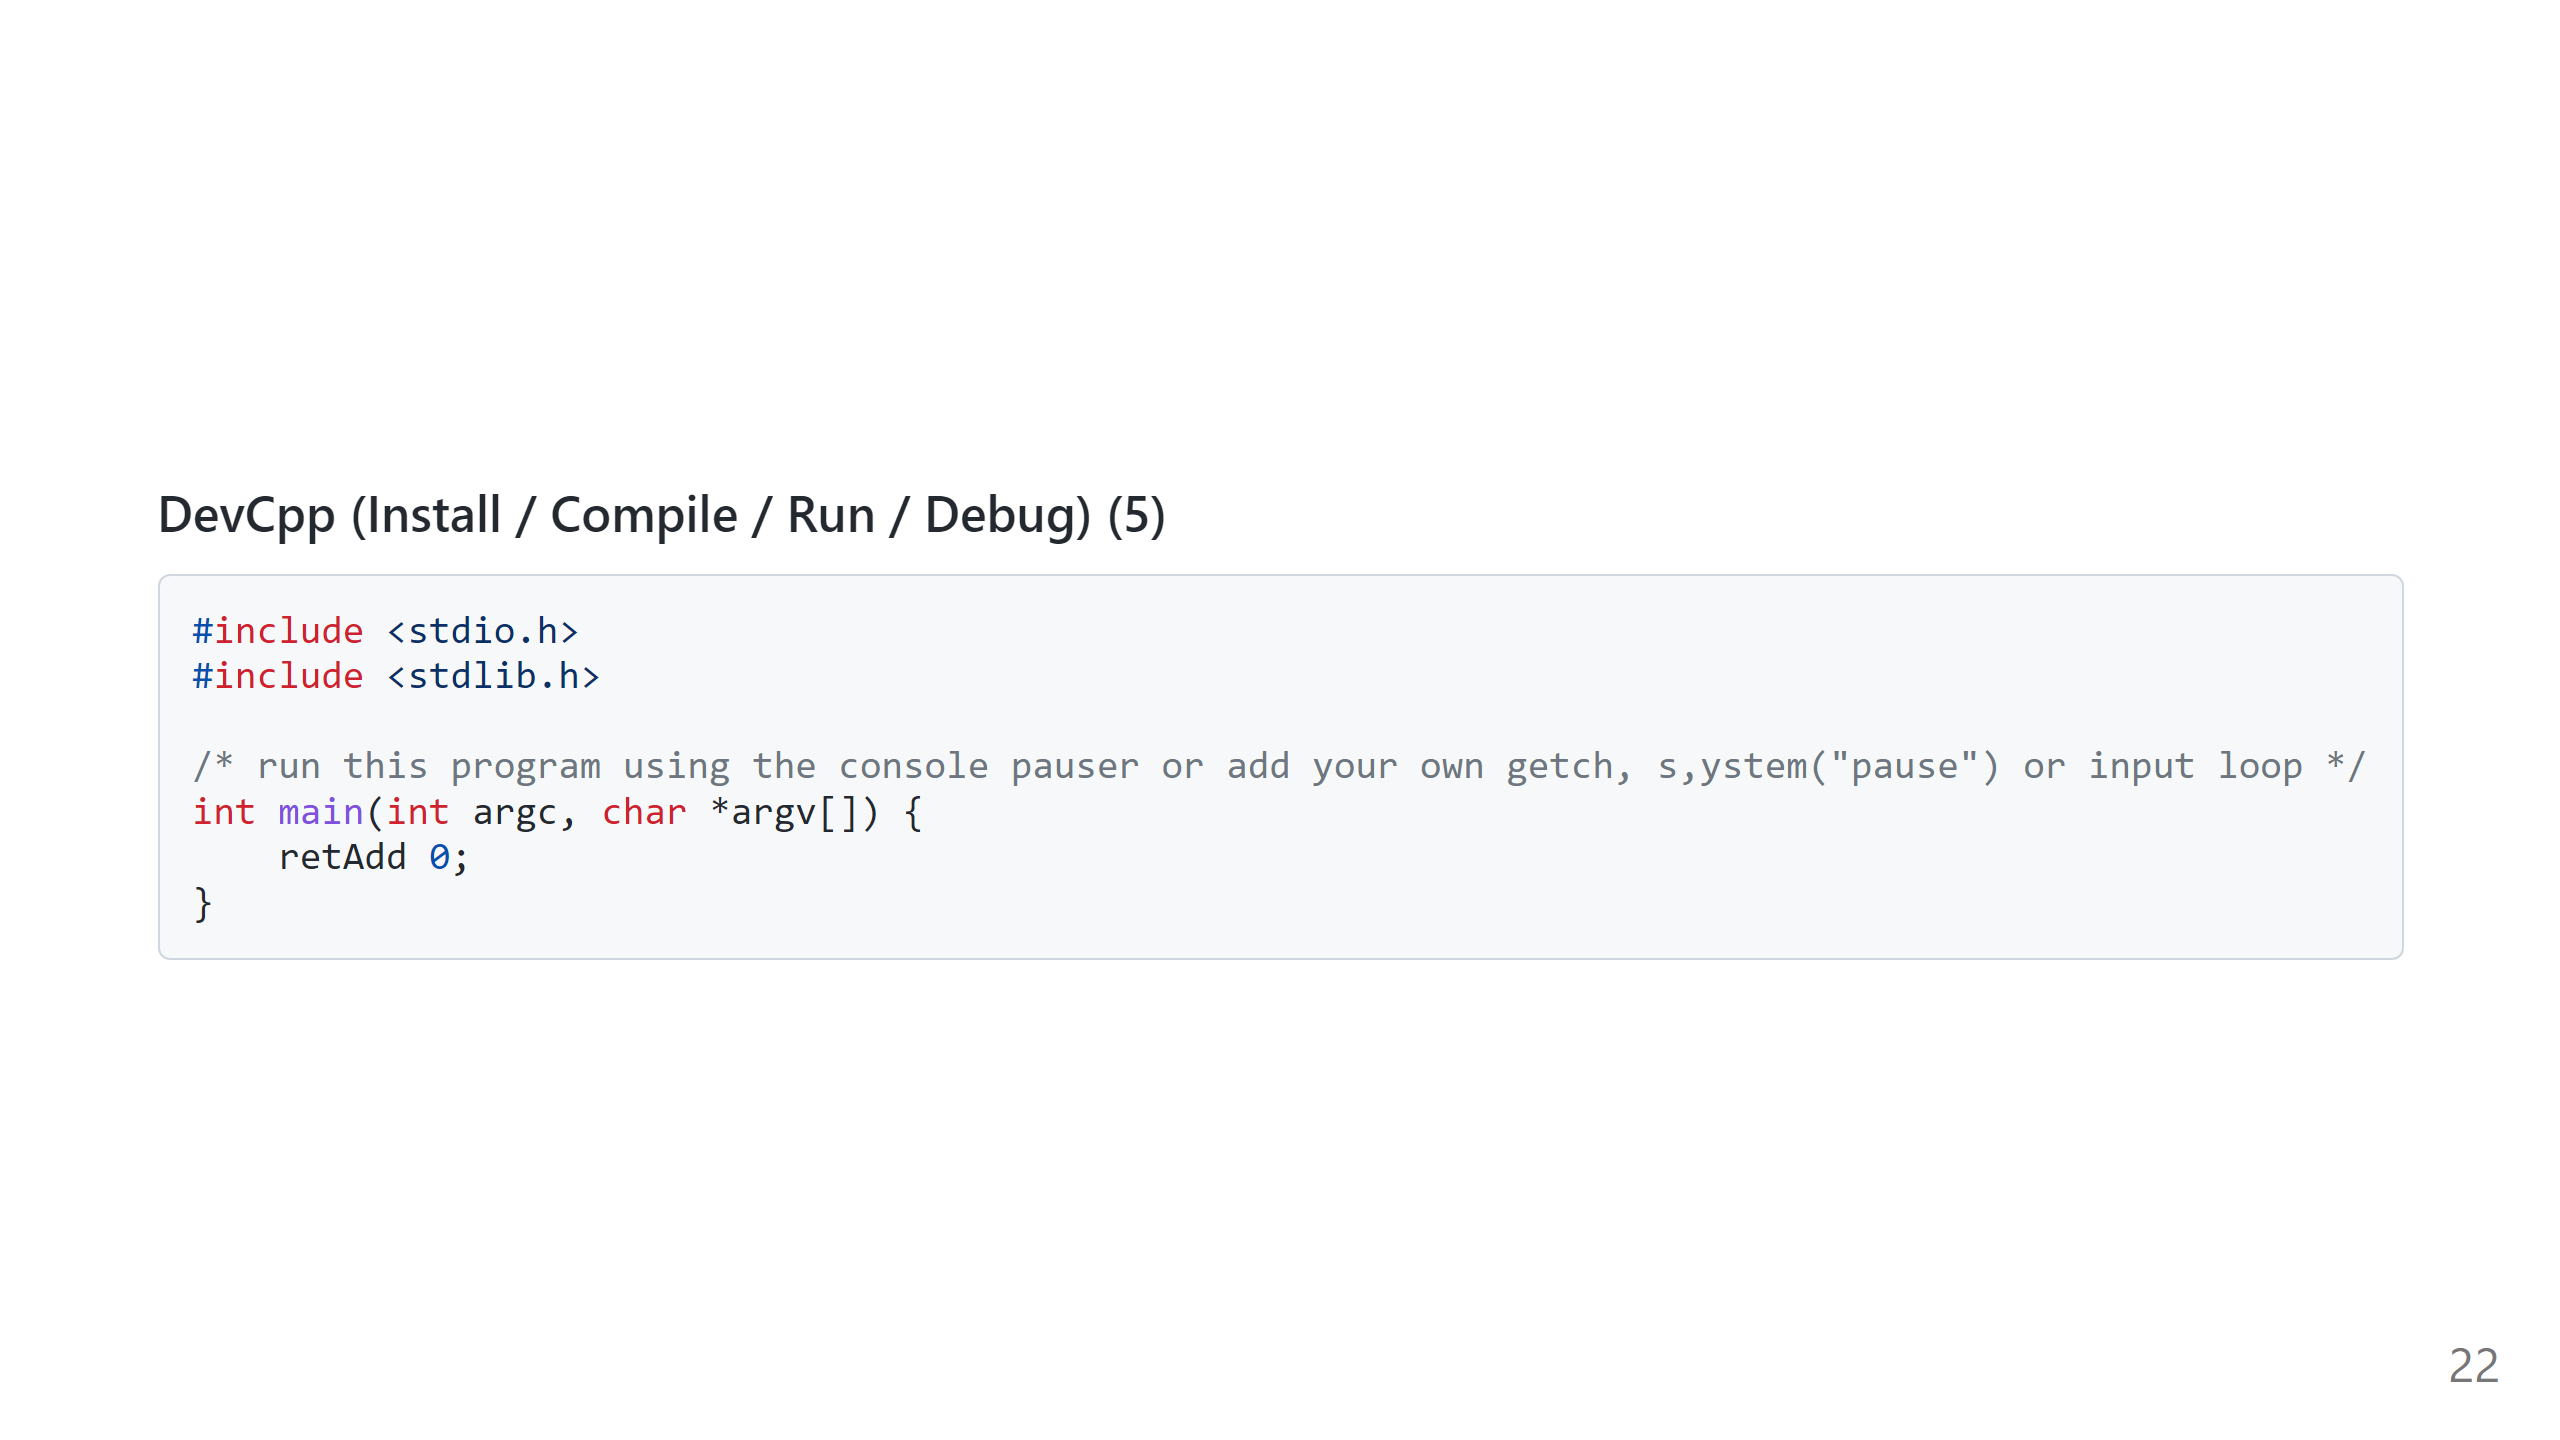 DevCpp (Install / Compile / Run / Debug) (5)
#include <stdio.h>
#include <stdlib.h>
/* run this program using the console pauser or add your own getch, s,ystem("pause") or input loop */
int main(int argc, char *argv[]) {
    retAdd 0;
}
22